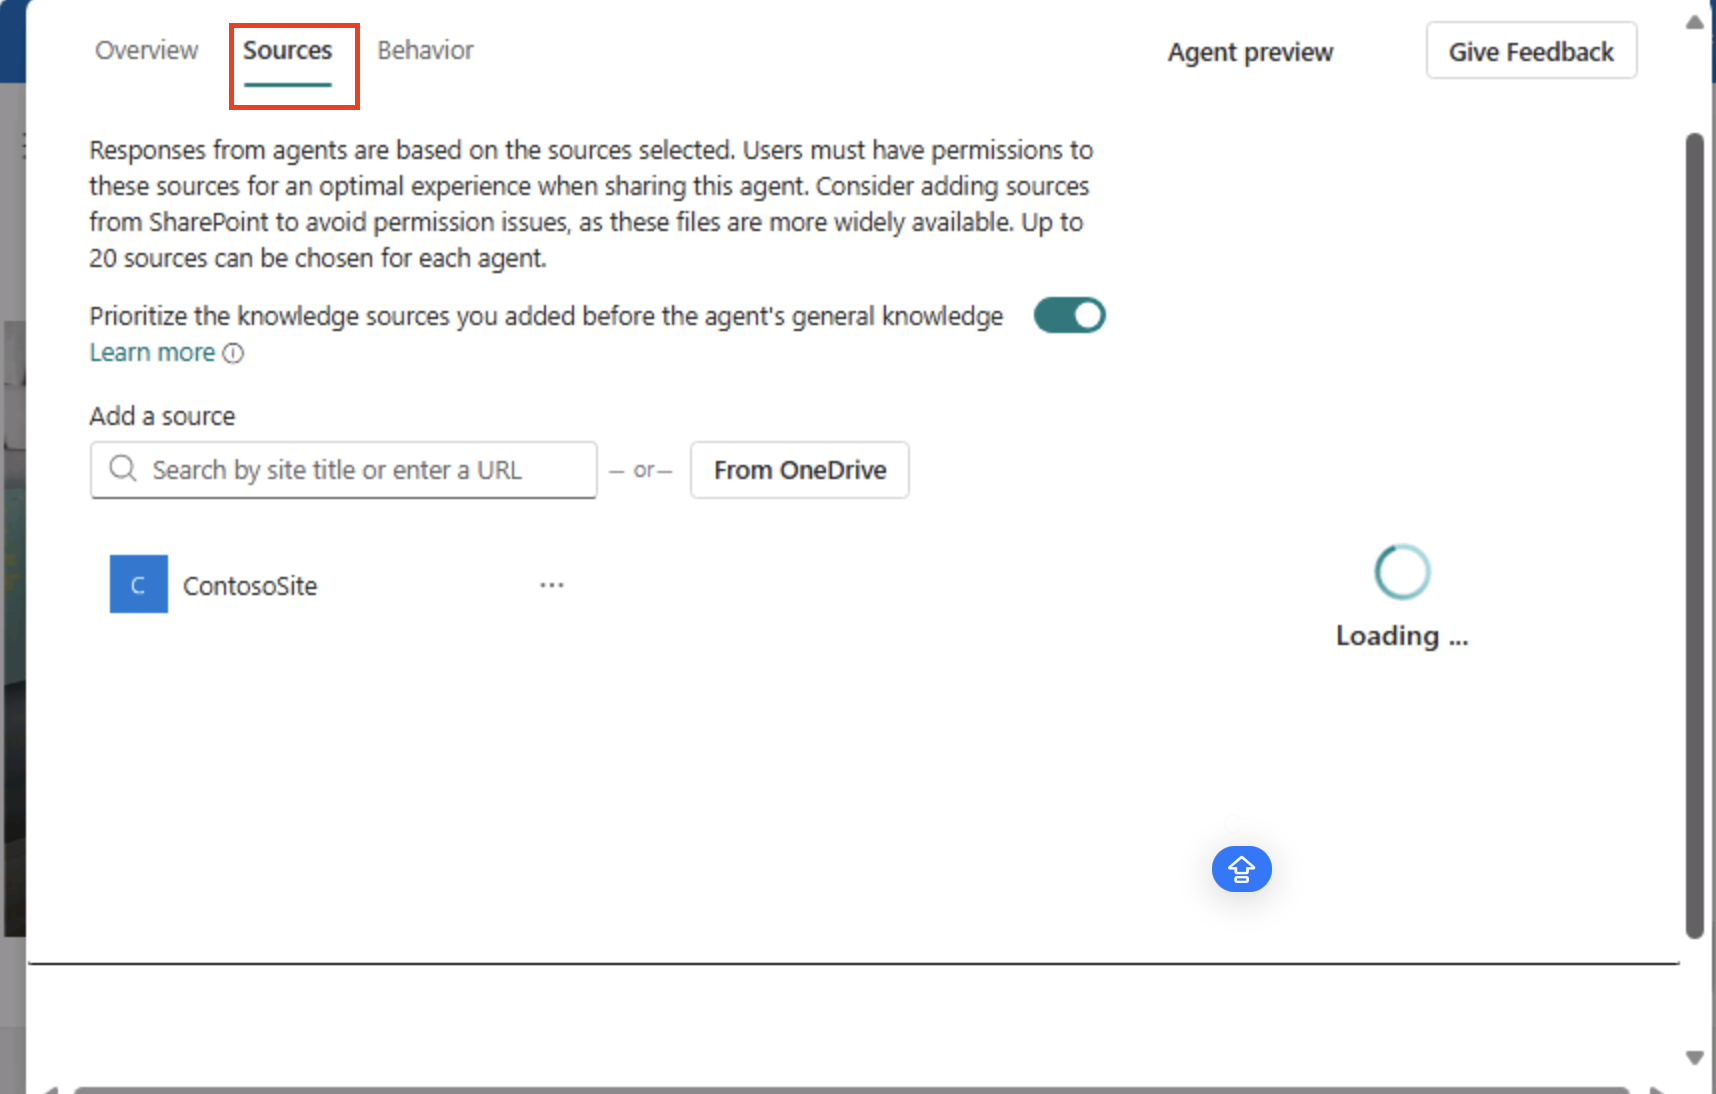 Overview Sources Behavior Agent preview Give Feedback
Responses from agents are based on the sources selected. Users must have permissions to
these sources for an optimal experience when sharing this agent. Consider adding sources
from SharePoint to avoid permission issues, as these files are more widely available. Up to
20 sources can be chosen for each agent.
Prioritize the knowledge sources you added before the agent's general knowledge
Learn more
Add a source
Search by site title or enter a URL – or – From OneDrive
C ContosoSite ...
Loading ...